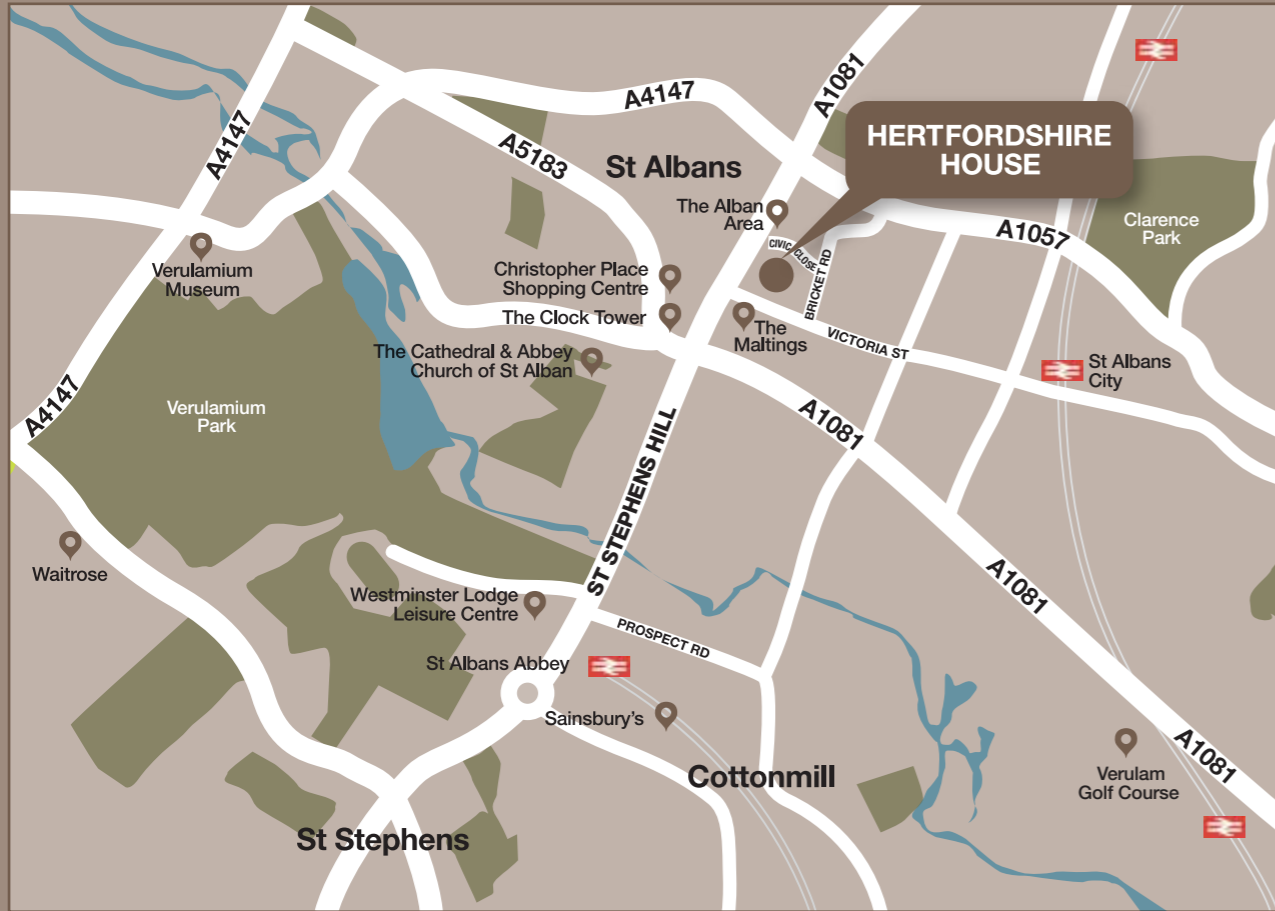 A1081
A4147
A4147
A5183
HERTFORDSHIRE
HOUSE
St Albans
The Alban
Area
Clarence
Park
A1057
CIVIC CLOSE
BRICKET RD
Verulamium
Museum
Christopher Place
Shopping Centre
The Clock Tower
The
Maltings
VICTORIA ST
The Cathedral & Abbey
Church of St Alban
St Albans
City
A4147
Verulamium
Park
A1081
ST STEPHENS HILL
Waitrose
Westminster Lodge
Leisure Centre
A1081
PROSPECT RD
St Albans Abbey
Sainsbury's
Cottonmill
A1081
Verulam
Golf Course
St Stephens